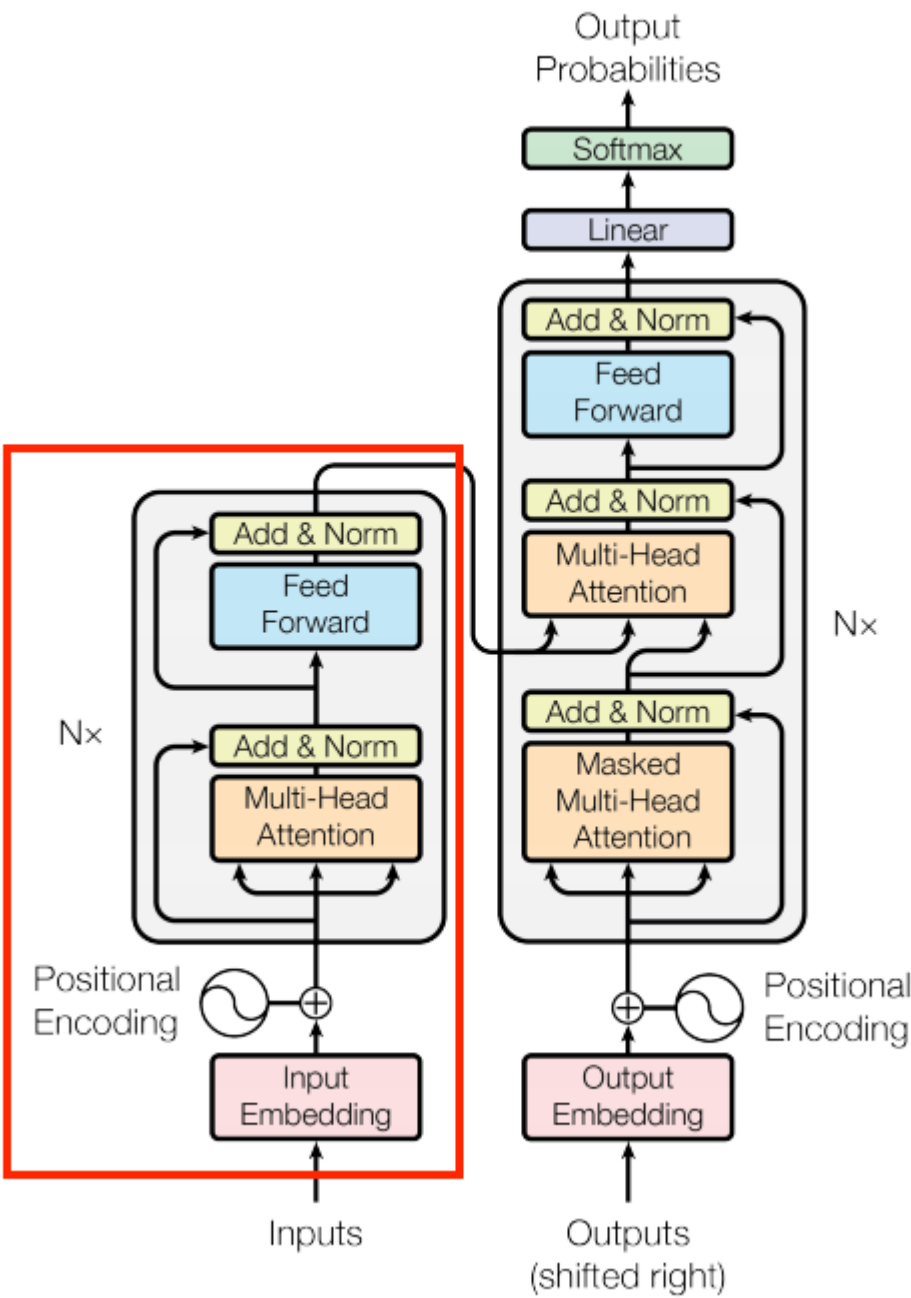 Output
Probabilities
Softmax
Linear
Add & Norm
Feed
Forward
Add & Norm
Multi-Head
Attention
Add & Norm
Masked
Multi-Head
Attention
N×
Positional
Encoding
Output
Embedding
Outputs
(shifted right)
Add & Norm
Feed
Forward
Add & Norm
Multi-Head
Attention
N×
Positional
Encoding
Input
Embedding
Inputs